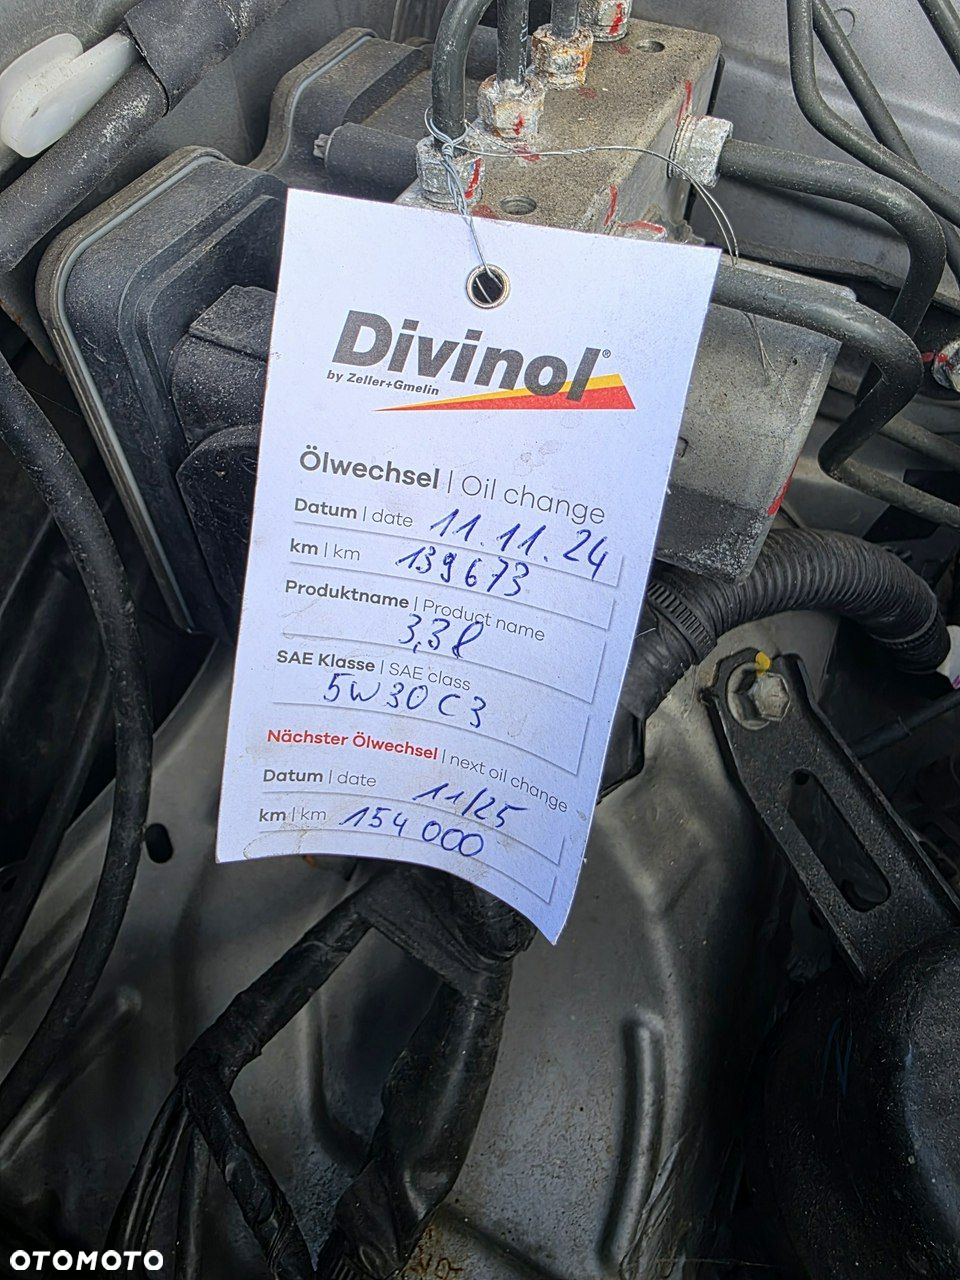 Divinol®
by Zeller+Gmelin
Ölwechsel | Oil change
Datum | date 11.11.24
km | km 139673
Produktname | Product name
3,3l
SAE Klasse | SAE class
5W30 C3
Nächster Ölwechsel | next oil change
Datum | date 11/25
km | km 154 000
OTOMOTO